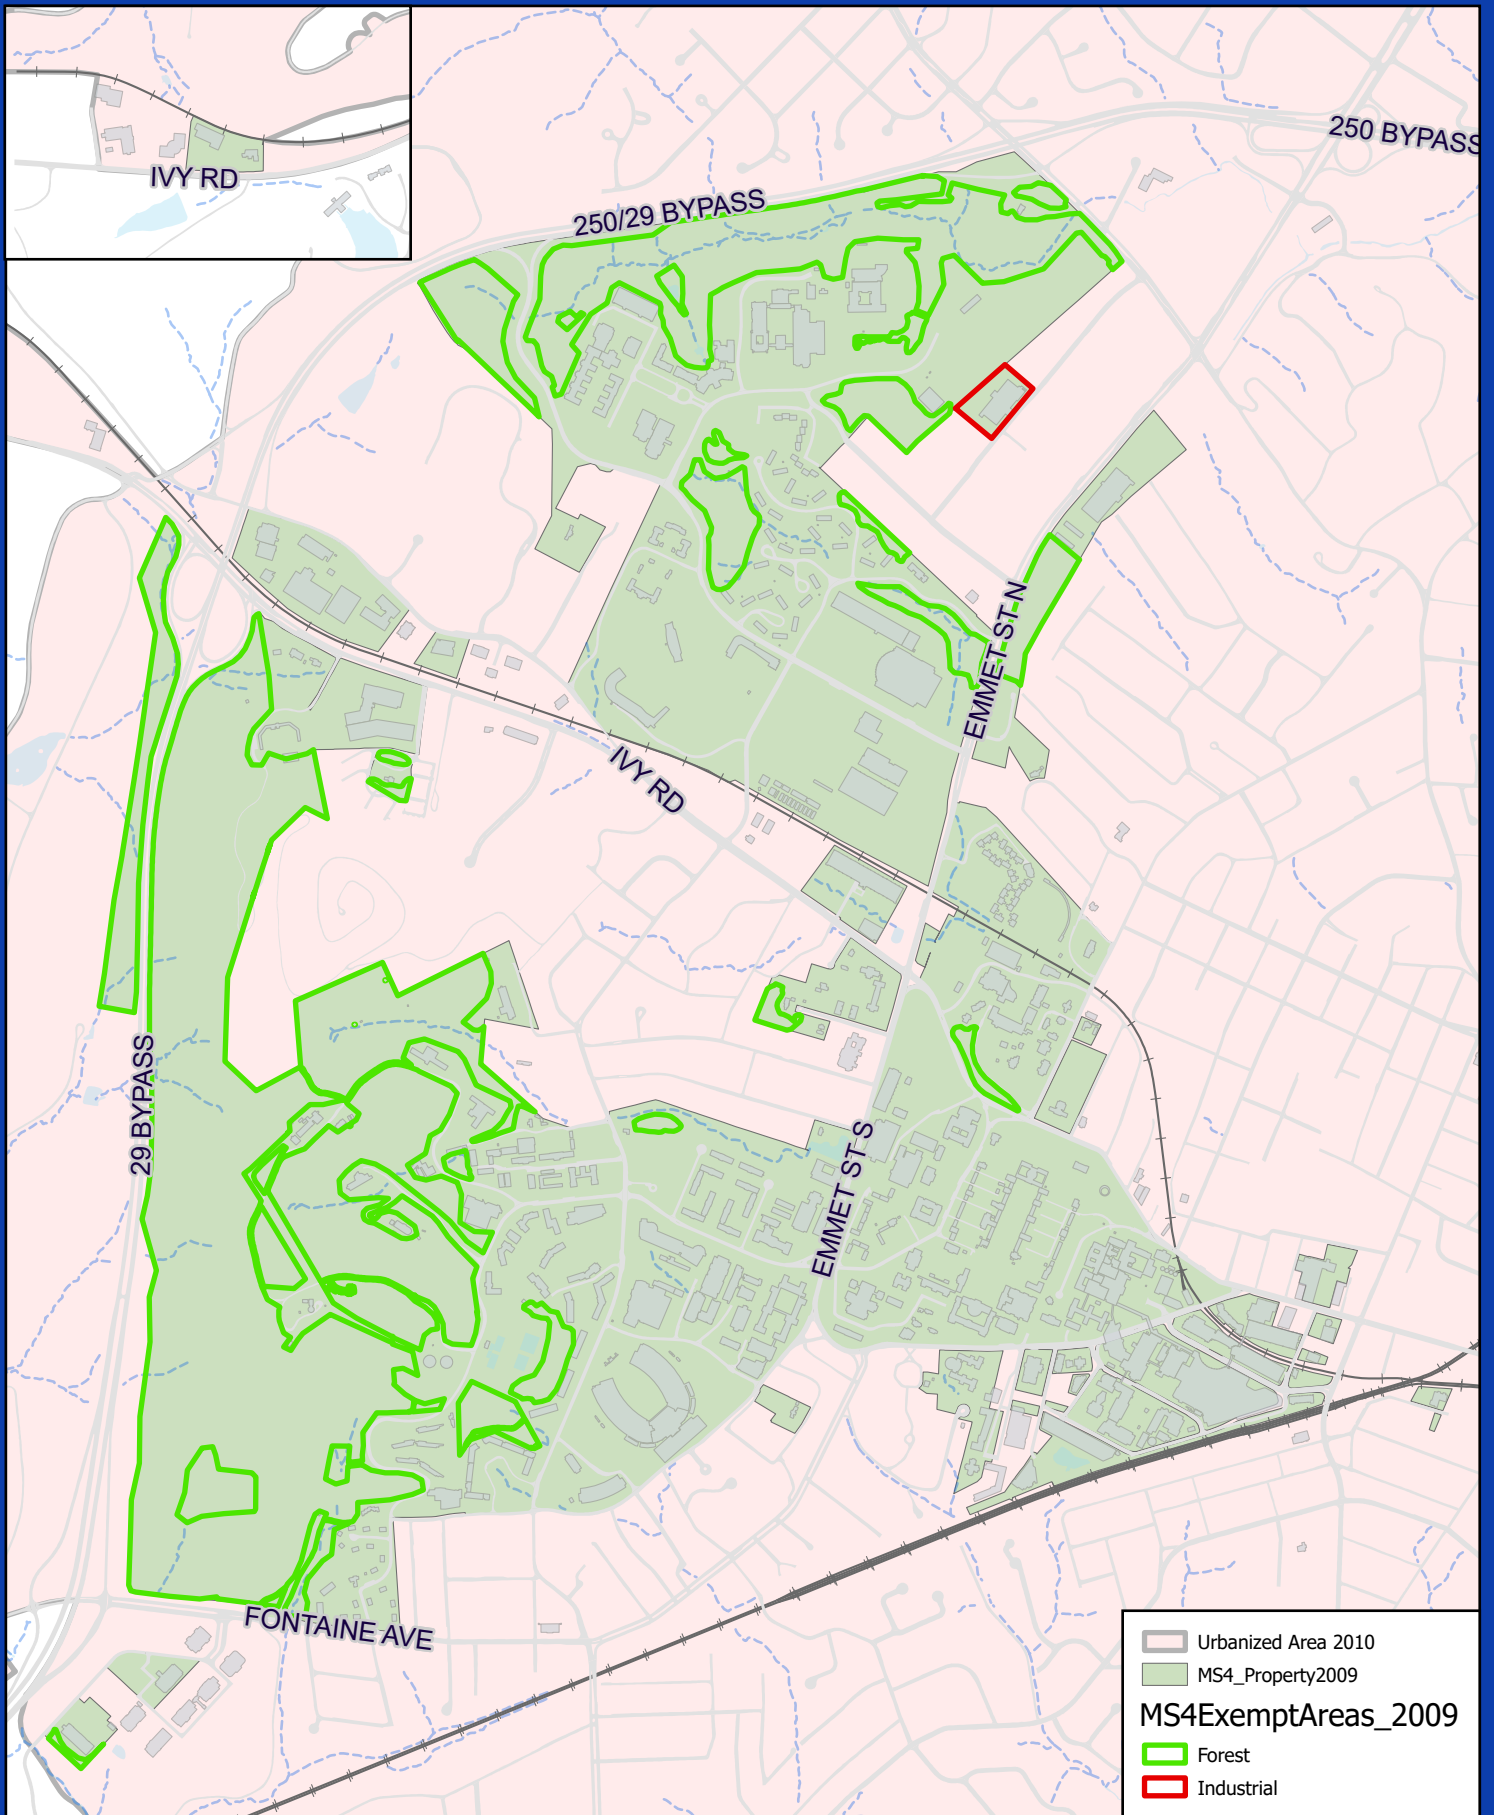 IVY RD
250 BYPASS
250/29 BYPASS
EMMET ST N
IVY RD
29 BYPASS
EMMET ST S
FONTAINE AVE
Urbanized Area 2010
MS4_Property2009
MS4ExemptAreas_2009
Forest
Industrial